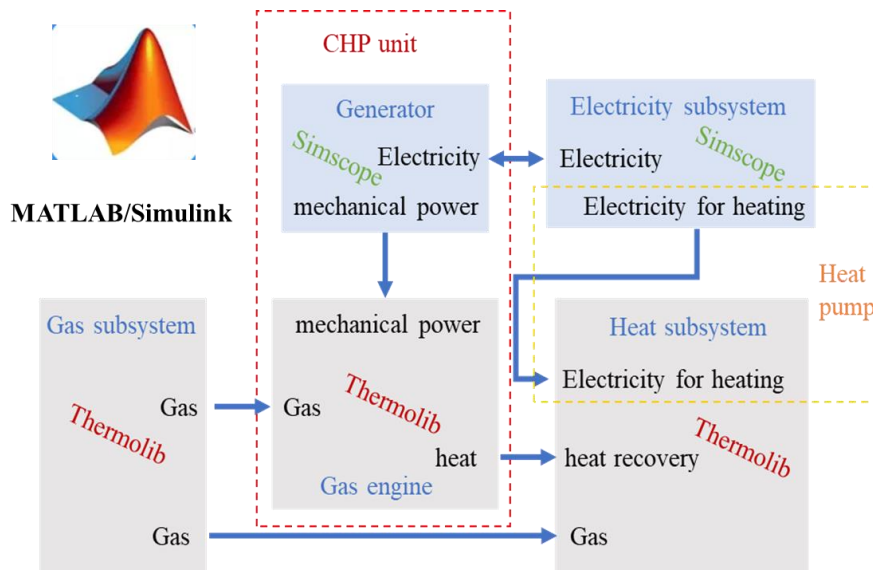 CHP unit
Generator
Simscope
Electricity
mechanical power
Electricity subsystem
Simscope
Electricity
Electricity for heating
MATLAB/Simulink
Heat
pump
Gas subsystem
Thermolib
Gas
Gas
mechanical power
Thermolib
Gas
heat
Gas engine
Heat subsystem
Electricity for heating
Thermolib
heat recovery
Gas